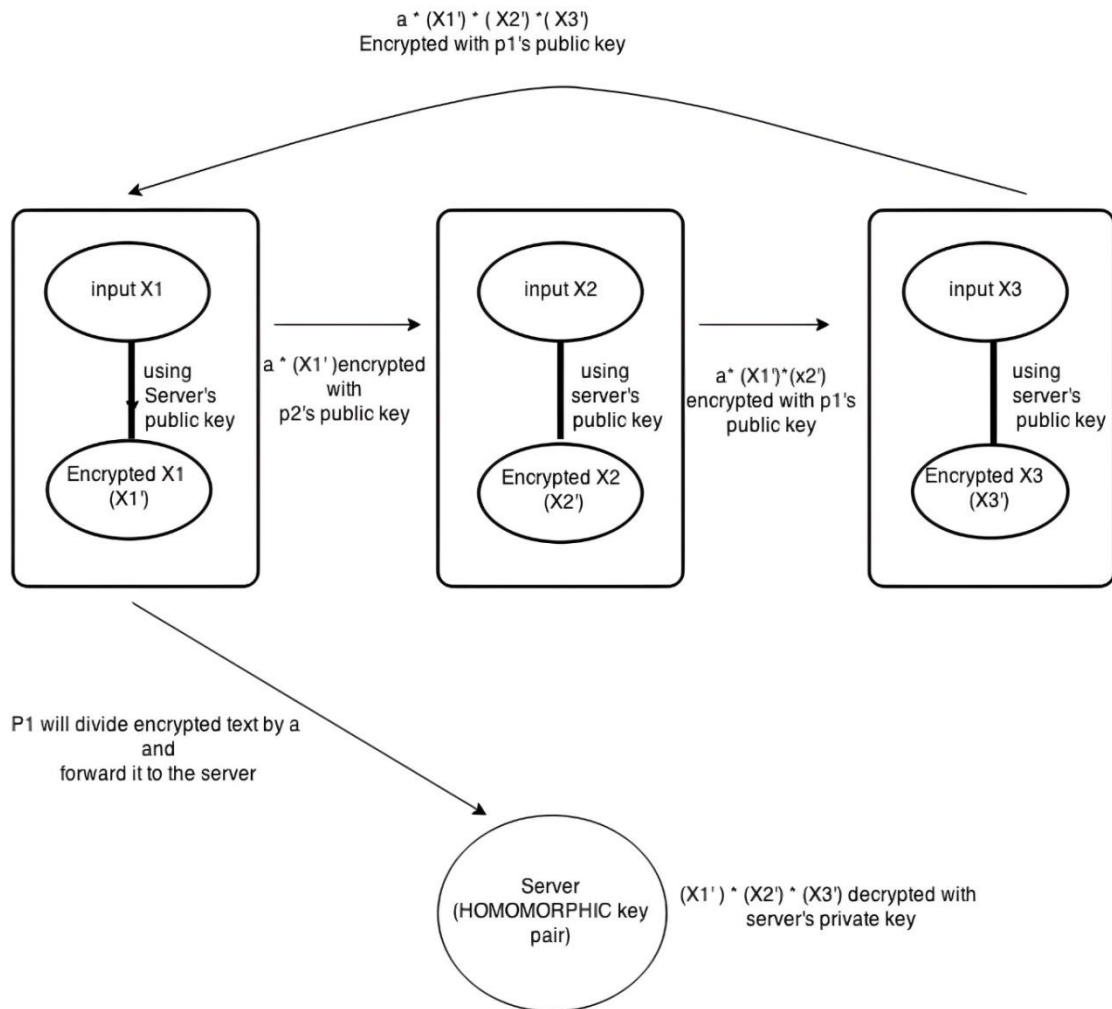 a * (X1') * ( X2') *( X3')
Encrypted with p1's public key
input X1
using
Server's
public key
Encrypted X1
(X1')
a * (X1' )encrypted
with
p2's public key
input X2
using
server's
public key
Encrypted X2
(X2')
a* (X1')*(x2')
encrypted with p1's
public key
input X3
using
server's
public key
Encrypted X3
(X3')
P1 will divide encrypted text by a
and
forward it to the server
Server
(HOMOMORPHIC key
pair)
(X1' ) * (X2') * (X3') decrypted with
server's private key